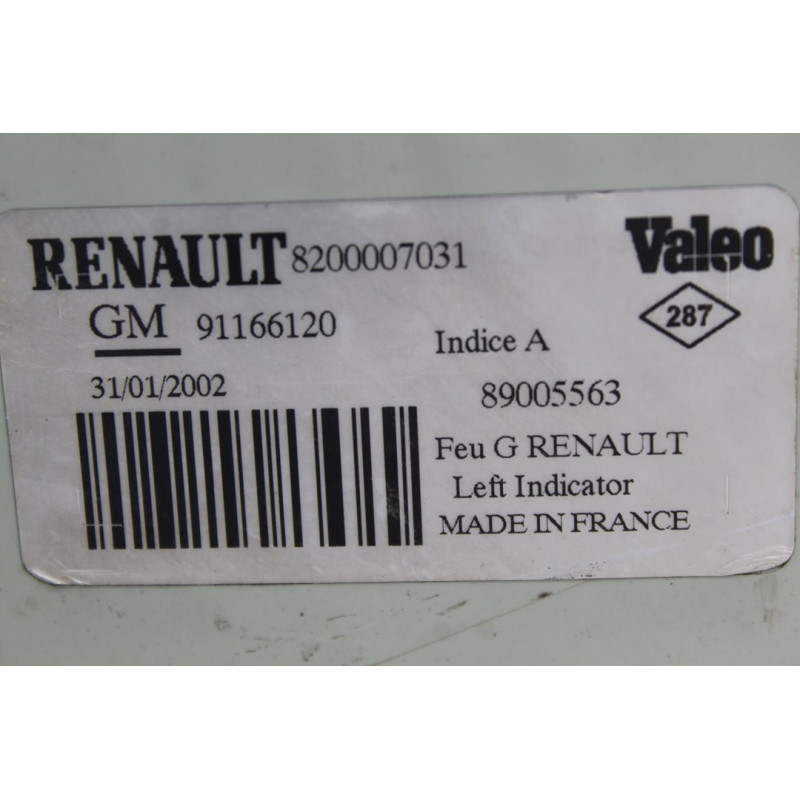 RENAULT 8200007031 Valeo
GM 91166120 Indice A 287
31/01/2002 89005563
Feu G RENAULT
Left Indicator
MADE IN FRANCE